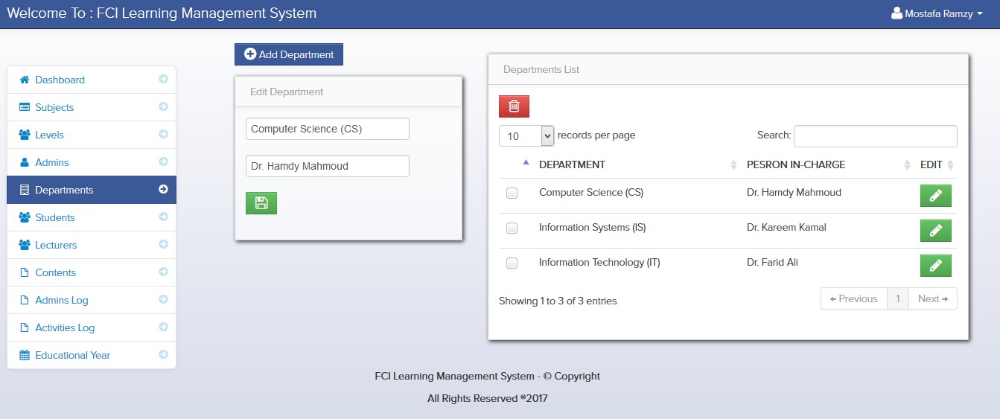 Welcome To : FCI Learning Management System
Mostafa Ramzy
Dashboard
Subjects
Levels
Admins
Departments
Students
Lecturers
Contents
Admins Log
Activities Log
Educational Year
Add Department
Edit Department
Computer Science (CS)
Dr. Hamdy Mahmoud
Departments List
10 records per page
Search:
DEPARTMENT PESRON IN-CHARGE EDIT
Computer Science (CS) Dr. Hamdy Mahmoud
Information Systems (IS) Dr. Kareem Kamal
Information Technology (IT) Dr. Farid Ali
Showing 1 to 3 of 3 entries
← Previous 1 Next →
FCI Learning Management System - © Copyright
All Rights Reserved ®2017